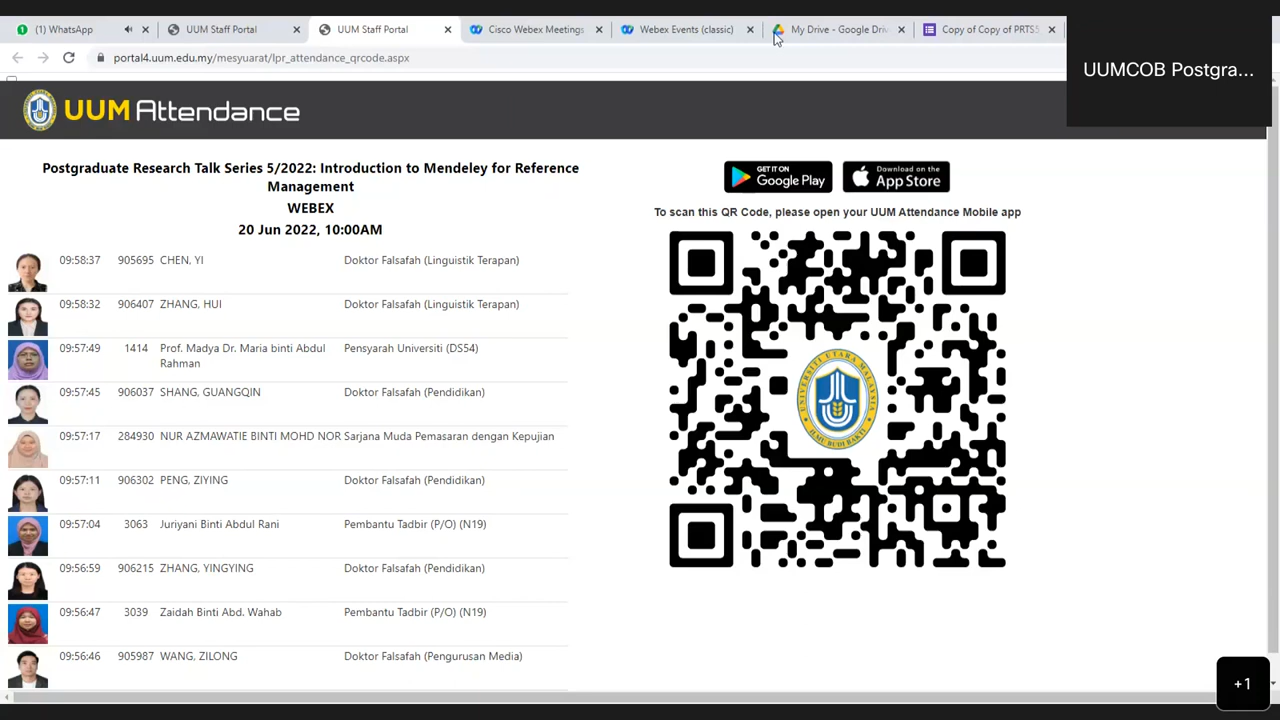 (1) WhatsApp
UUM Staff Portal
UUM Staff Portal
Cisco Webex Meetings
Webex Events (classic)
My Drive - Google Driv
Copy of Copy of PRTS5
portal4.uum.edu.my/mesyuarat/lpr_attendance_qrcode.aspx
UUMCOB Postgra...
UUM Attendance
Postgraduate Research Talk Series 5/2022: Introduction to Mendeley for Reference
Management
WEBEX
20 Jun 2022, 10:00AM
09:58:37 905695 CHEN, YI Doktor Falsafah (Linguistik Terapan)
09:58:32 906407 ZHANG, HUI Doktor Falsafah (Linguistik Terapan)
09:57:49 1414 Prof. Madya Dr. Maria binti Abdul Pensyarah Universiti (DS54)
Rahman
09:57:45 906037 SHANG, GUANGQIN Doktor Falsafah (Pendidikan)
09:57:17 284930 NUR AZMAWATIE BINTI MOHD NOR Sarjana Muda Pemasaran dengan Kepujian
09:57:11 906302 PENG, ZIYING Doktor Falsafah (Pendidikan)
09:57:04 3063 Juriyani Binti Abdul Rani Pembantu Tadbir (P/O) (N19)
09:56:59 906215 ZHANG, YINGYING Doktor Falsafah (Pendidikan)
09:56:47 3039 Zaidah Binti Abd. Wahab Pembantu Tadbir (P/O) (N19)
09:56:46 905987 WANG, ZILONG Doktor Falsafah (Pengurusan Media)
GET IT ON
Google Play
Download on the
App Store
To scan this QR Code, please open your UUM Attendance Mobile app
UNIVERSITI UTARA MALAYSIA
ILMU BUDI BAKTI
+1